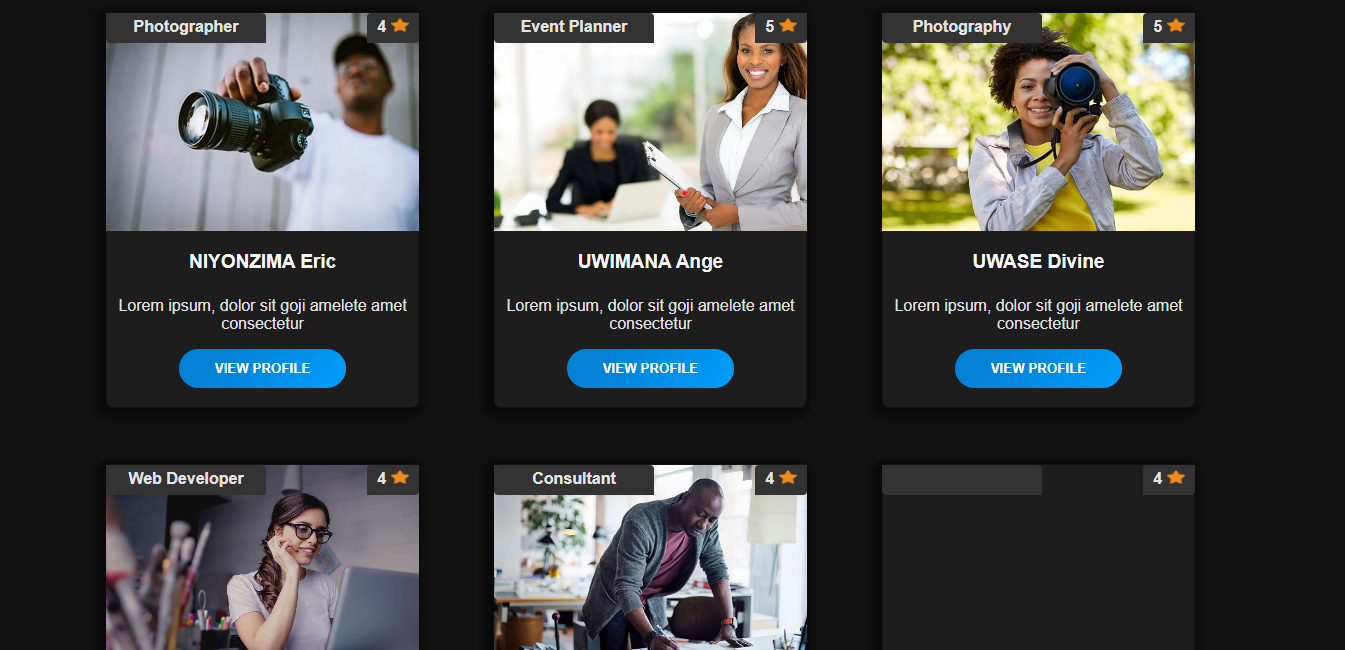 Photographer 4
Event Planner 5
Photography 5
NIYONZIMA Eric
UWIMANA Ange
UWASE Divine
Lorem ipsum, dolor sit goji amelete amet
consectetur
Lorem ipsum, dolor sit goji amelete amet
consectetur
Lorem ipsum, dolor sit goji amelete amet
consectetur
VIEW PROFILE
VIEW PROFILE
VIEW PROFILE
Web Developer 4
Consultant 4
4